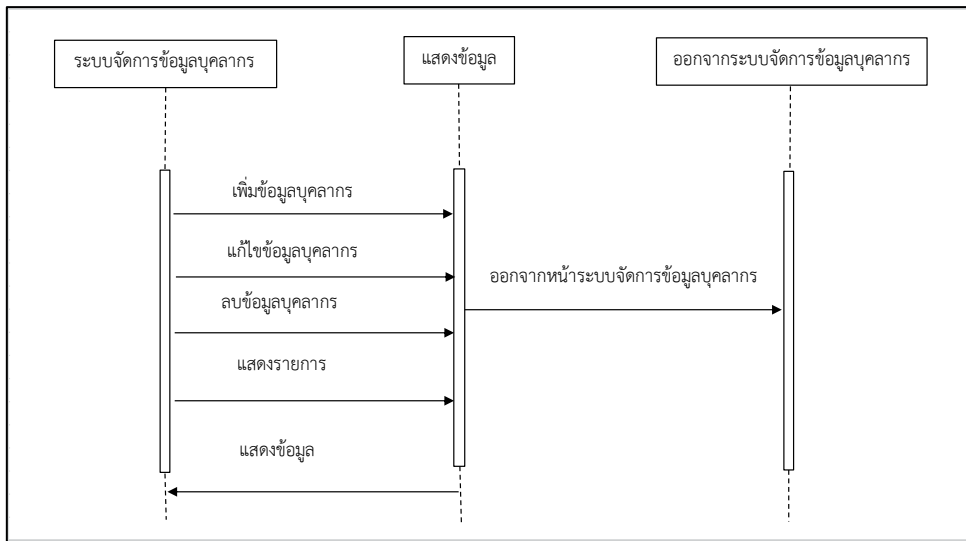 ระบบจัดการข้อมูลบุคลากร
แสดงข้อมูล
ออกจากระบบจัดการข้อมูลบุคลากร
เพิ่มข้อมูลบุคลากร
แก้ไขข้อมูลบุคลากร
ออกจากหน้าระบบจัดการข้อมูลบุคลากร
ลบข้อมูลบุคลากร
แสดงรายการ
แสดงข้อมูล